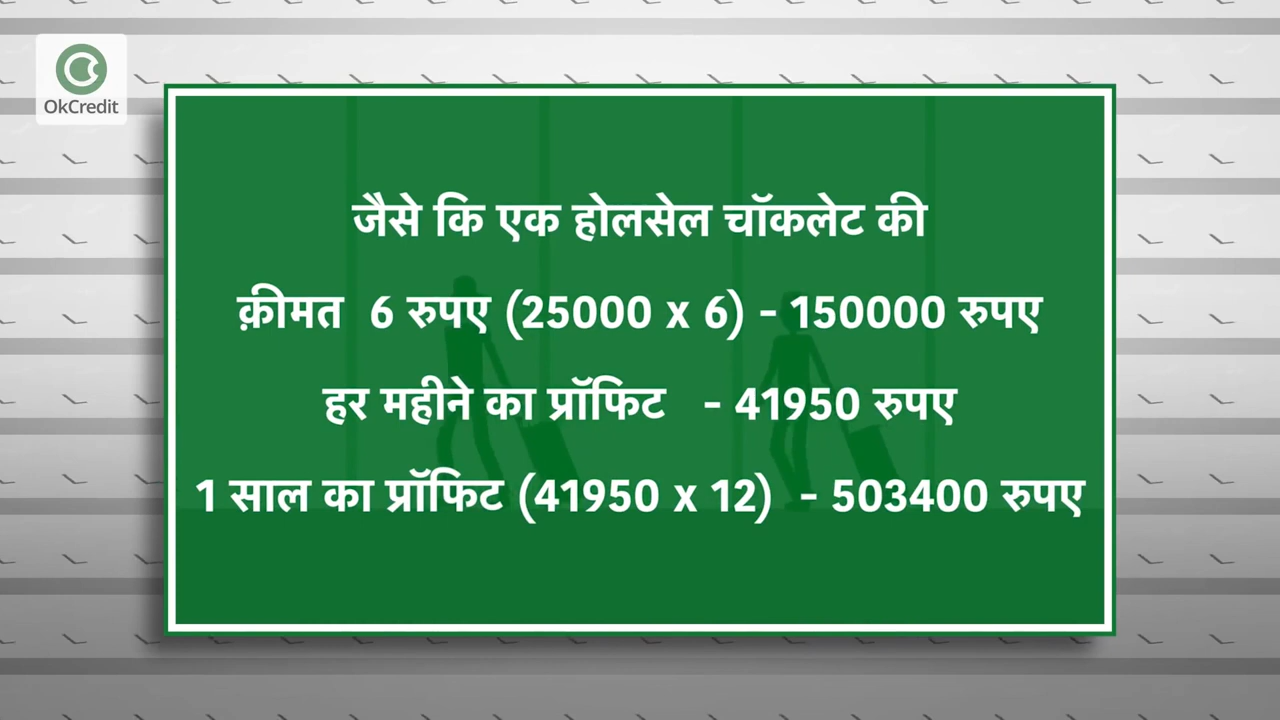 OkCredit
जैसे कि एक होलसेल चॉकलेट की
क़ीमत 6 रुपए (25000 x 6) - 150000 रुपए
हर महीने का प्रॉफिट - 41950 रुपए
1 साल का प्रॉफिट (41950 x 12) - 503400 रुपए